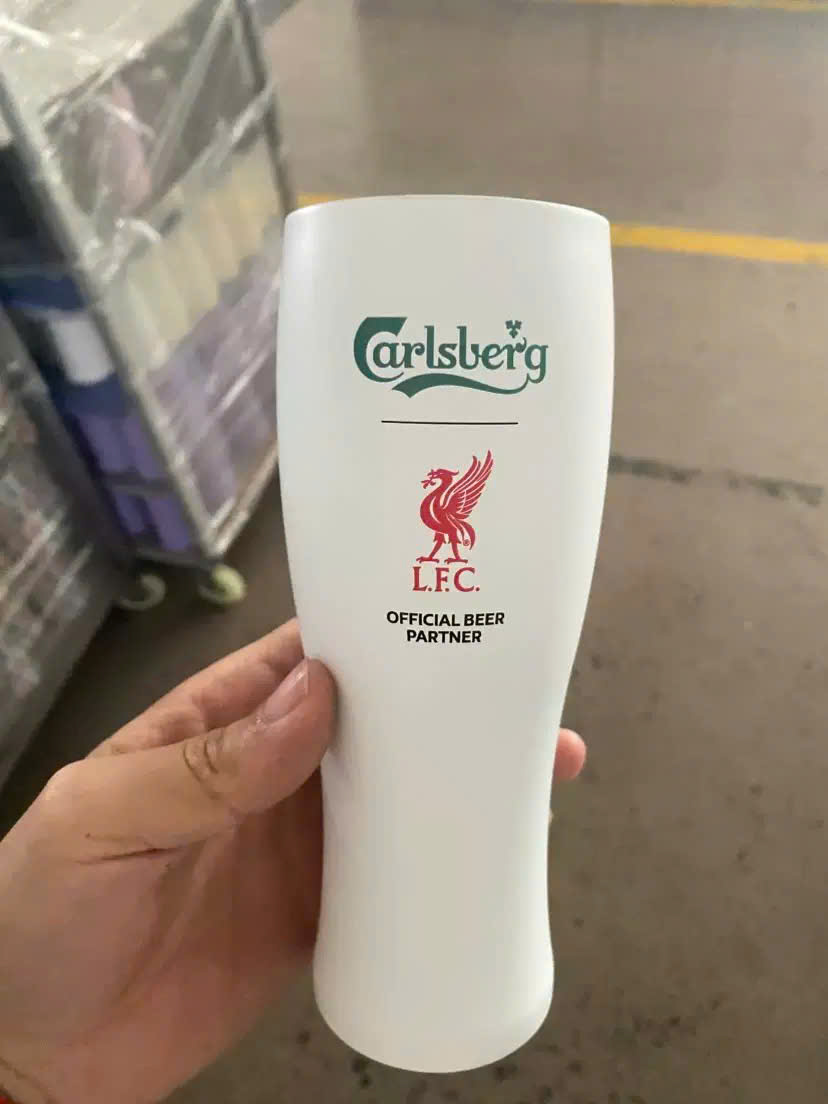 Carlsberg
L.F.C.
OFFICIAL BEER
PARTNER